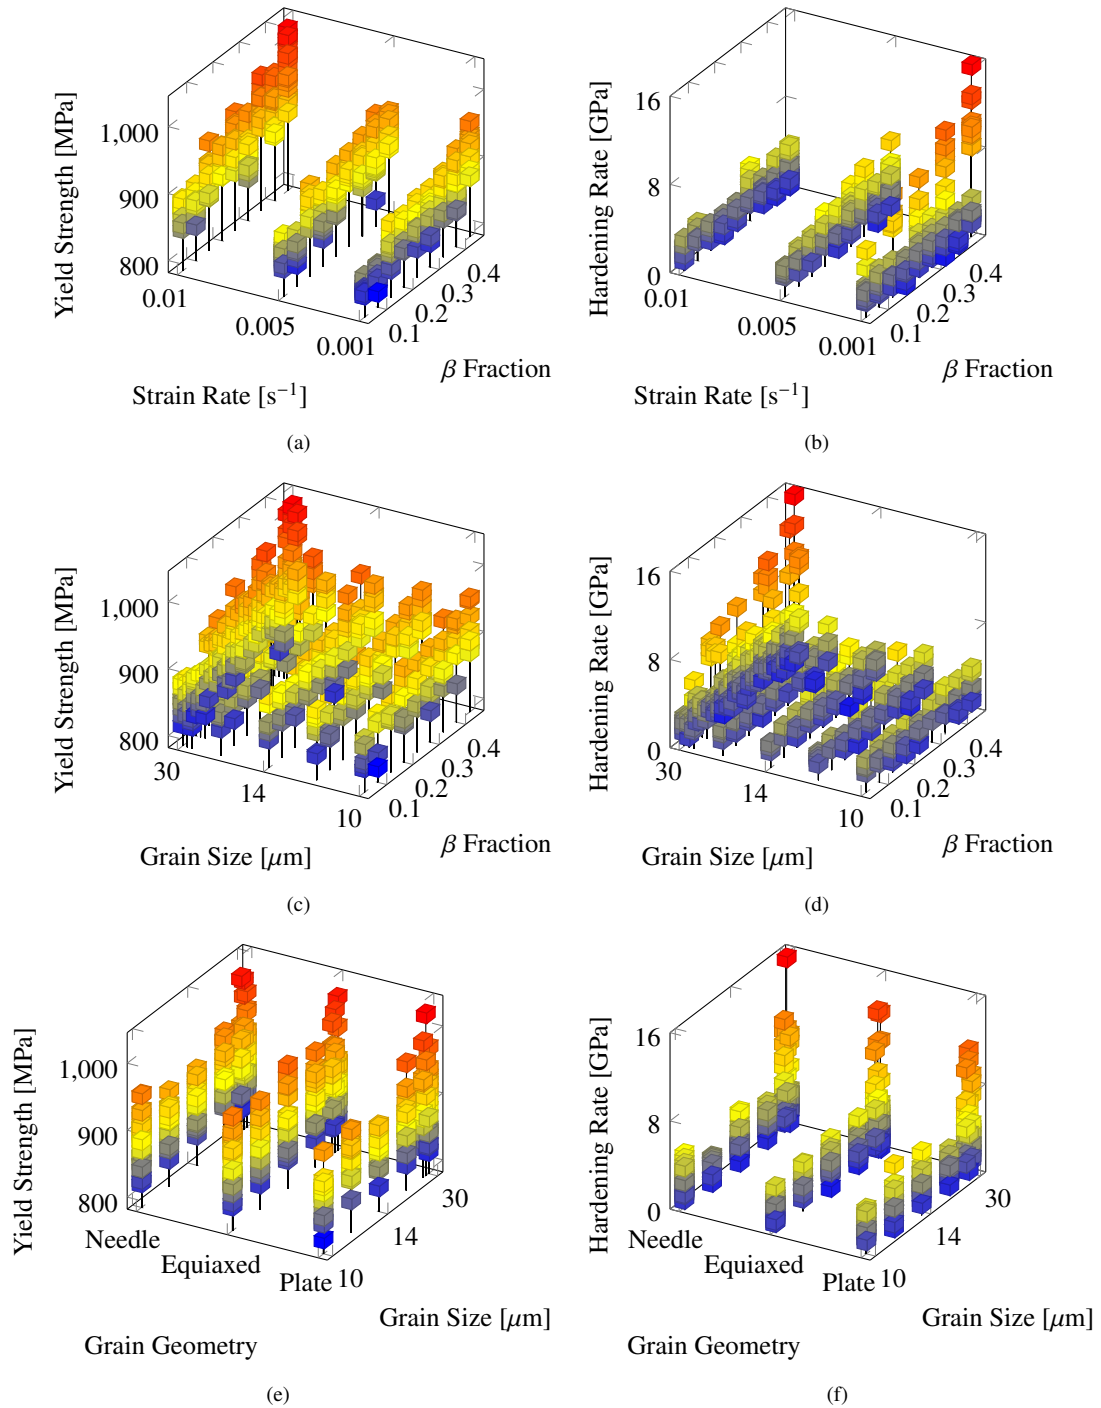 Yield Strength [MPa]
1,000
900
800
0.01
0.005
0.001
0.1
0.2
0.3
0.4
Strain Rate [s⁻¹]
β Fraction
(a)
Hardening Rate [GPa]
16
8
0
0.01
0.005
0.001
0.1
0.2
0.3
0.4
Strain Rate [s⁻¹]
β Fraction
(b)
Yield Strength [MPa]
1,000
900
800
30
14
10
0.1
0.2
0.3
0.4
Grain Size [μm]
β Fraction
(c)
Hardening Rate [GPa]
16
8
0
30
14
10
0.1
0.2
0.3
0.4
Grain Size [μm]
β Fraction
(d)
Yield Strength [MPa]
1,000
900
800
Needle
Equiaxed
Plate
10
14
30
Grain Size [μm]
Grain Geometry
(e)
Hardening Rate [GPa]
16
8
0
Needle
Equiaxed
Plate
10
14
30
Grain Size [μm]
Grain Geometry
(f)